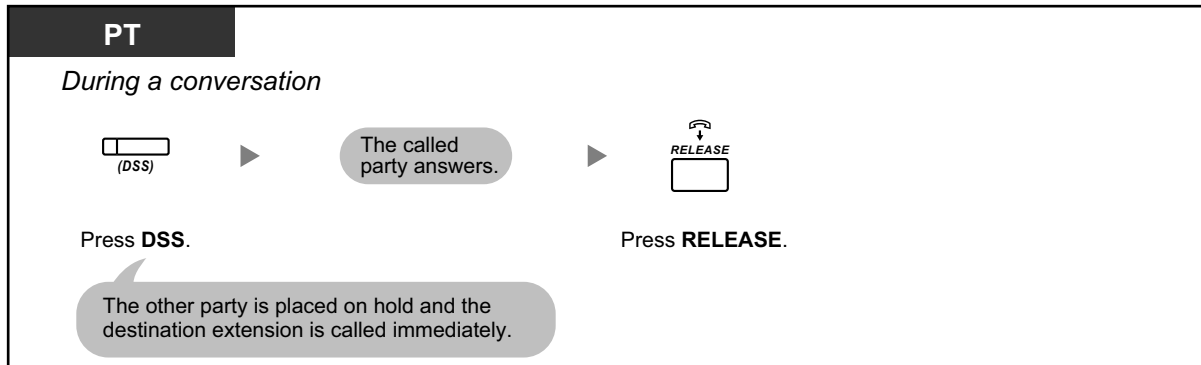 PT
During a conversation
(DSS)
The called
party answers.
RELEASE
Press DSS.
Press RELEASE.
The other party is placed on hold and the
destination extension is called immediately.